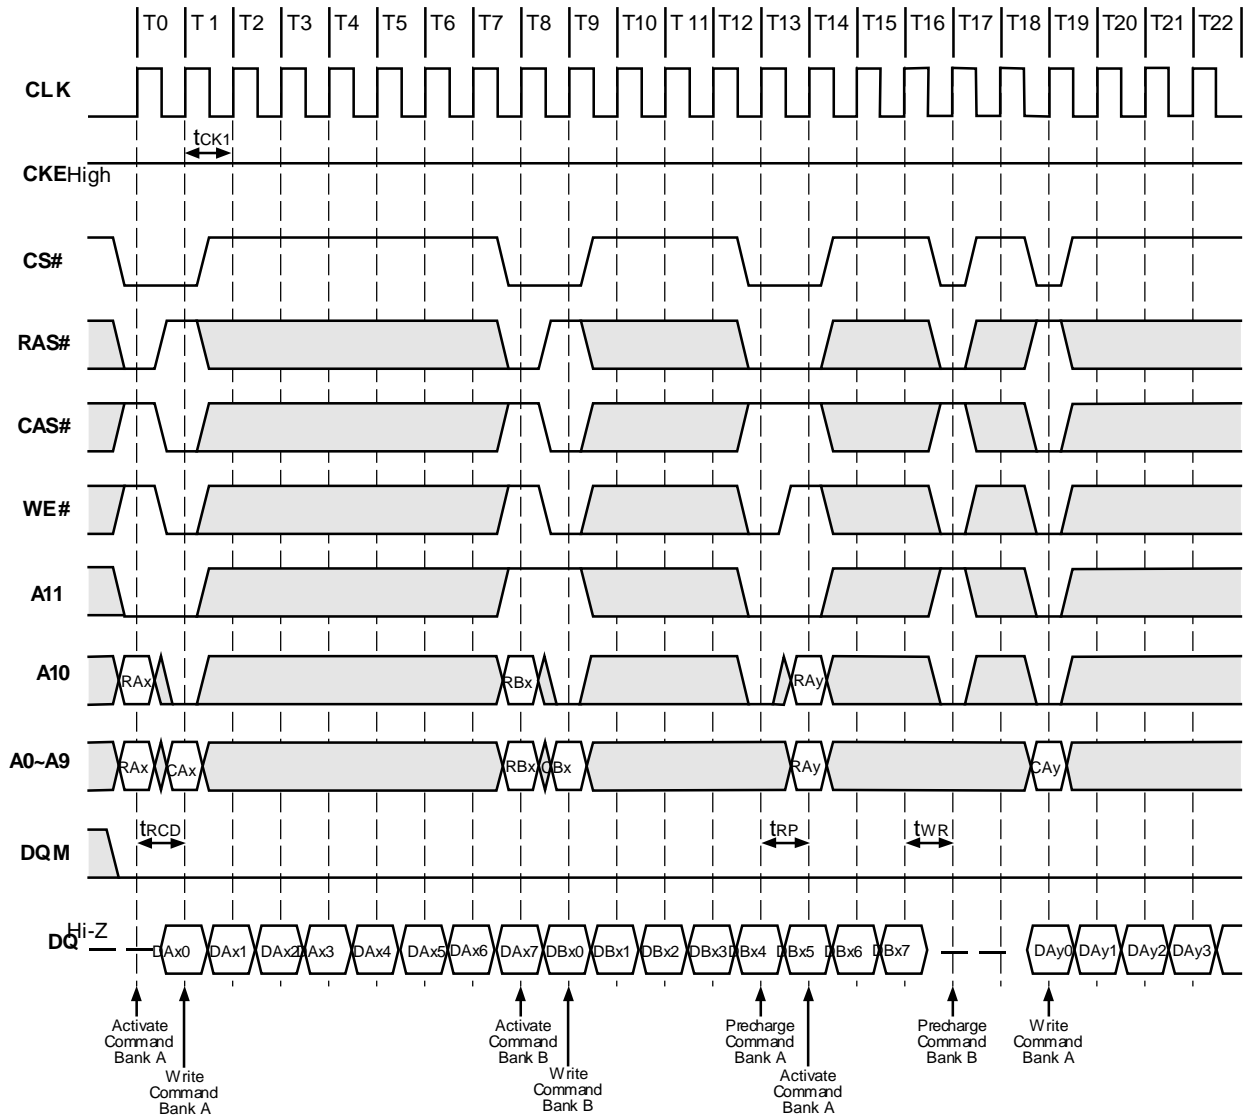 T0 T1 T2 T3 T4 T5 T6 T7 T8 T9 T10 T11 T12 T13 T14 T15 T16 T17 T18 T19 T20 T21 T22
CLK
tCK1
CKE High
CS#
RAS#
CAS#
WE#
A11
A10 RAx RBx RAy
A0~A9 RAx CAx RBx CBx RAy CAy
tRCD tRP tWR
DQM
Hi-Z
DQ DAx0 DAx1 DAx2 DAx3 DAx4 DAx5 DAx6 DAx7 DBx0 DBx1 DBx2 DBx3 DBx4 DBx5 DBx6 DBx7 DAy0 DAy1 DAy2 DAy3
Activate Activate Precharge Precharge Write
Command Command Command Command Command
Bank A Bank B Bank A Bank B Bank A
Write Write Activate
Command Command Command
Bank A Bank B Bank A